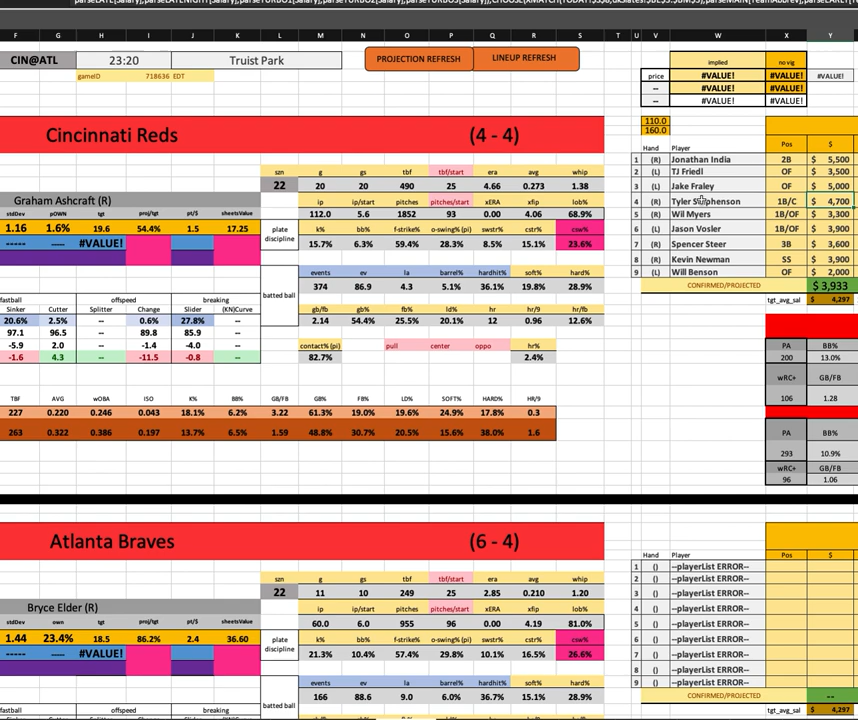 F G H I J K L M N O P Q R S T U V W X Y
CIN@ATL 23:20 Truist Park PROJECTION REFRESH LINEUP REFRESH implied no vig
gameID 718636 EDT price #VALUE! #VALUE! #VALUE!
-- #VALUE! #VALUE!
-- #VALUE! #VALUE!
Cincinnati Reds (4 - 4)
110.0
160.0
Pos $
Hand Player
1 (R) Jonathan India 2B $ 5,500
2 (L) TJ Friedl OF $ 3,500
3 (L) Jake Fraley OF $ 5,000
4 (R) Tyler Stephenson 1B/C $ 4,700
5 (R) Wil Myers 1B/OF $ 3,300
6 (L) Jason Vosler 1B/OF $ 3,900
7 (R) Spencer Steer 3B $ 3,600
8 (R) Kevin Newman SS $ 3,900
9 (L) Will Benson OF $ 2,000
CONFIRMED/PROJECTED $ 3,933
tgt_avg_sal $ 4,297
szn g gs tbf tbf/start era avg whip
22 20 20 490 25 4.66 0.273 1.38
Graham Ashcraft (R)
ip ip/start pitches pitches/start xERA xfip lob%
112.0 5.6 1852 93 0.00 4.06 68.9%
stdDev pOWN tgt proj/tgt pt/$ sheetsValue
1.16 1.6% 19.6 54.4% 1.5 17.25
----- ---- #VALUE!
plate discipline
k% bb% f-strike% o-swing% (pi) swstr% cstr% csw%
15.7% 6.3% 59.4% 28.3% 8.5% 15.1% 23.6%
batted ball
events ev la barrel% hardhit% soft% hard%
374 86.9 4.3 5.1% 36.1% 19.8% 28.9%
gb/fb gb% fb% ld% hr hr/9 hr/fb
2.14 54.4% 25.5% 20.1% 12 0.96 12.6%
fastball offspeed breaking
Sinker Cutter Splitter Change Slider (KN)Curve
20.6% 2.5% -- 0.6% 27.8% --
97.1 96.5 -- 89.8 85.9 --
-5.9 2.0 -- -1.4 -4.0 --
-1.6 4.3 -- -11.5 -0.8 --
contact% (pi) pull center oppo hr%
82.7% 2.4%
TBF AVG wOBA ISO K% BB% GB/FB GB% FB% LD% SOFT% HARD% HR/9
227 0.220 0.246 0.043 18.1% 6.2% 3.22 61.3% 19.0% 19.6% 24.9% 17.8% 0.3
263 0.322 0.386 0.197 13.7% 6.5% 1.59 48.8% 30.7% 20.5% 15.6% 38.0% 1.6
PA BB%
200 13.0%
wRC+ GB/FB
106 1.28
PA BB%
293 10.9%
wRC+ GB/FB
96 1.06
Atlanta Braves (6 - 4)
Hand Player Pos $
1 () --playerList ERROR--
2 () --playerList ERROR--
3 () --playerList ERROR--
4 () --playerList ERROR--
5 () --playerList ERROR--
6 () --playerList ERROR--
7 () --playerList ERROR--
8 () --playerList ERROR--
9 () --playerList ERROR--
CONFIRMED/PROJECTED --
tgt_avg_sal $ 4,297
szn g gs tbf tbf/start era avg whip
22 11 10 249 25 2.85 0.210 1.20
Bryce Elder (R)
ip ip/start pitches pitches/start xERA xfip lob%
60.0 6.0 955 96 0.00 4.19 81.0%
stdDev own tgt proj/tgt pt/$ sheetsValue
1.44 23.4% 18.5 86.2% 2.4 36.60
----- ---- #VALUE!
plate discipline
k% bb% f-strike% o-swing% (pi) swstr% cstr% csw%
21.3% 10.4% 57.4% 29.8% 10.1% 16.5% 26.6%
batted ball
events ev la barrel% hardhit% soft% hard%
166 88.6 9.0 6.0% 36.7% 15.1% 28.9%
fastball offspeed breaking